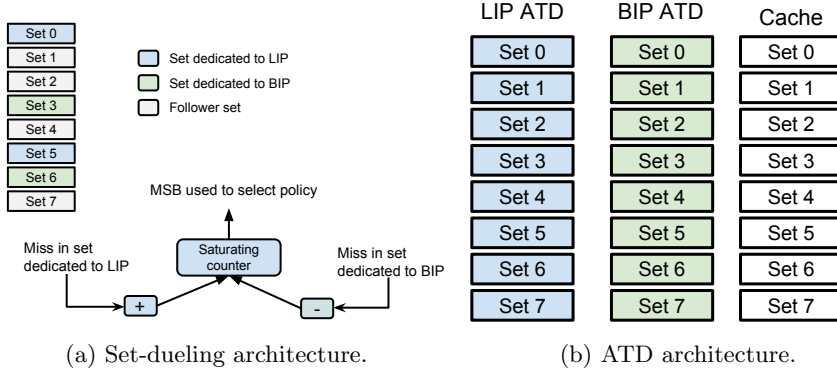 Set 0
Set 1
Set 2
Set 3
Set 4
Set 5
Set 6
Set 7
Set dedicated to LIP
Set dedicated to BIP
Follower set
MSB used to select policy
Miss in set
dedicated to LIP
Saturating
counter
Miss in set
dedicated to BIP
+
-
(a) Set-dueling architecture.
LIP ATD
Set 0
Set 1
Set 2
Set 3
Set 4
Set 5
Set 6
Set 7
BIP ATD
Set 0
Set 1
Set 2
Set 3
Set 4
Set 5
Set 6
Set 7
Cache
Set 0
Set 1
Set 2
Set 3
Set 4
Set 5
Set 6
Set 7
(b) ATD architecture.